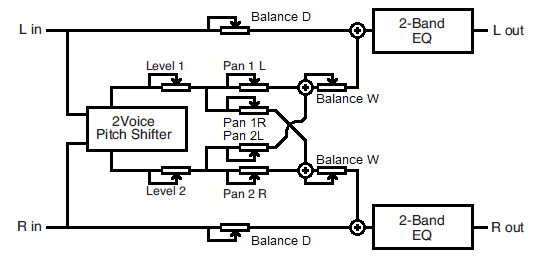 Balance D
2-Band
EQ
L in
L out
Level 1
Pan 1 L
Balance W
2Voice
Pitch Shifter
Pan 1R
Pan 2L
Balance W
Level 2
Pan 2 R
2-Band
EQ
R in
R out
Balance D